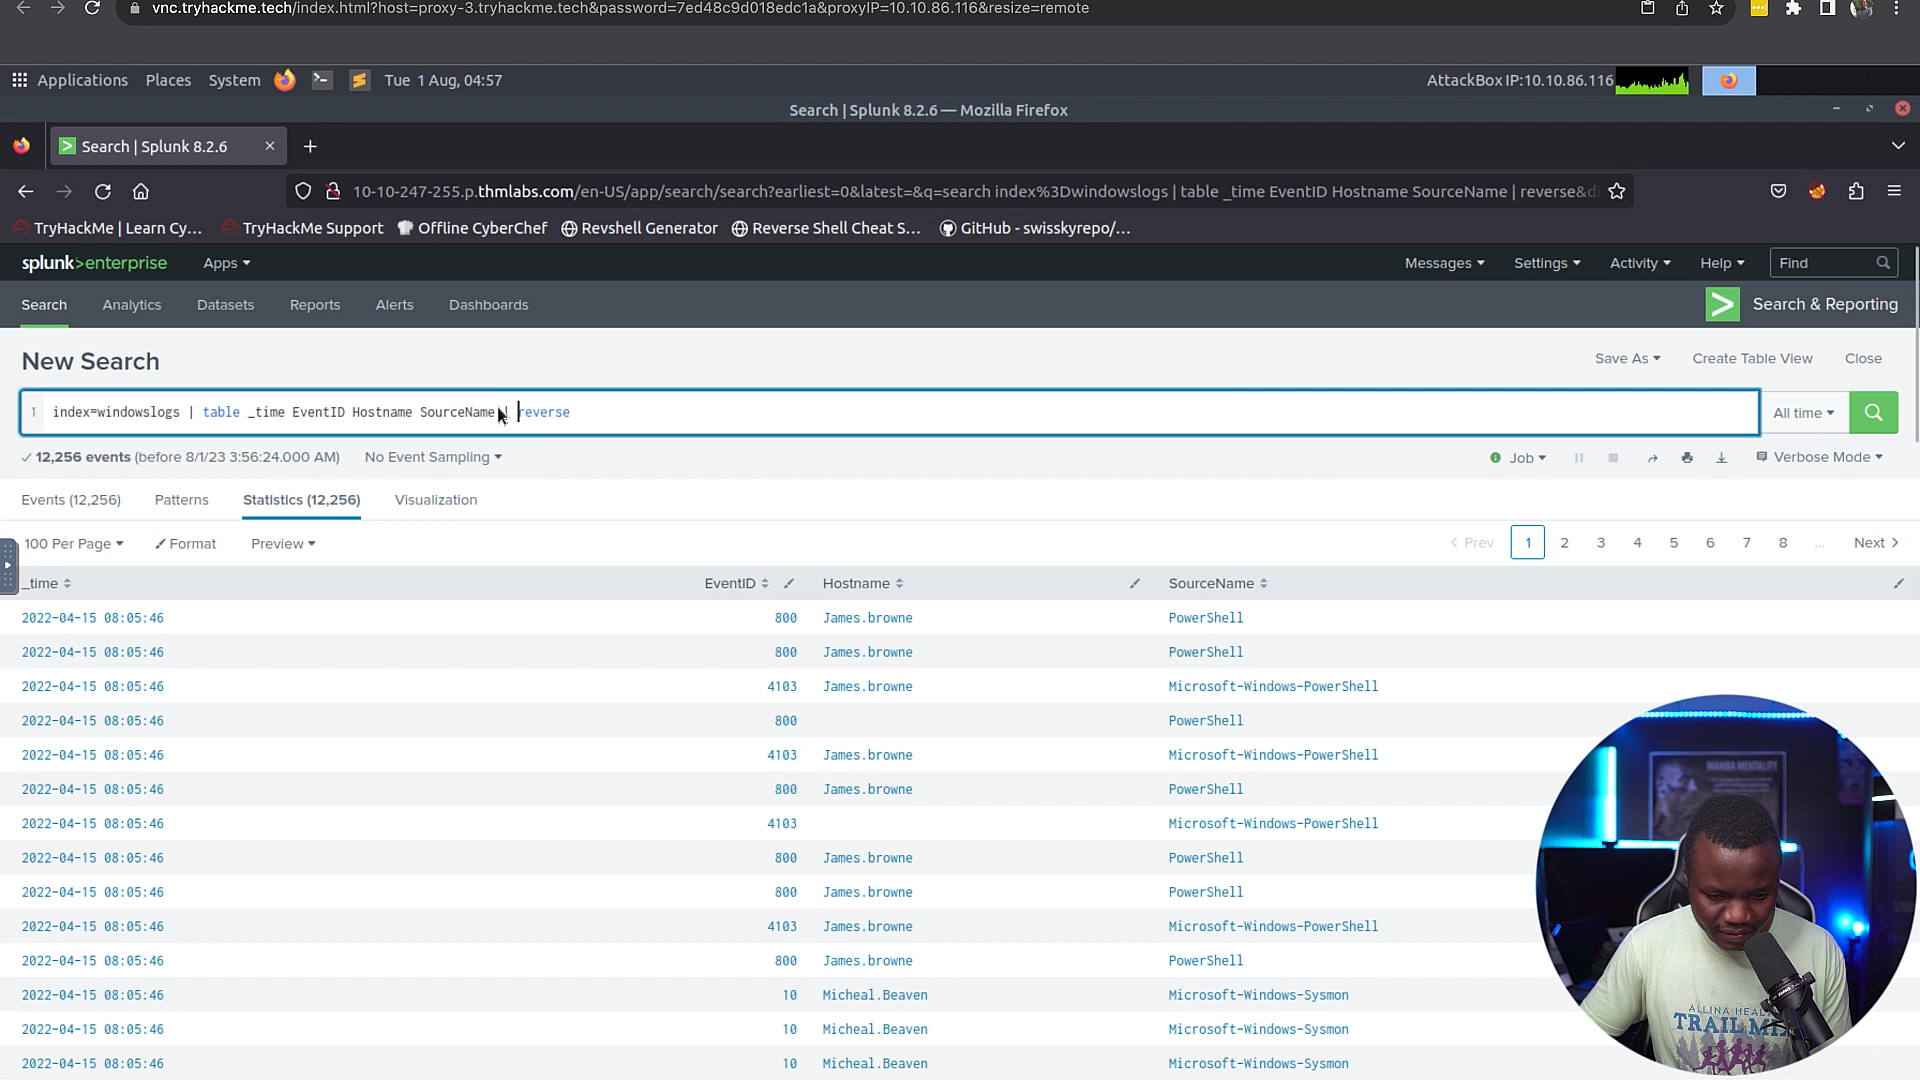 vnc.tryhackme.tech/index.html?host=proxy-3.tryhackme.tech&password=7ed48c9d018edc1a&proxyIP=10.10.86.116&resize=remote
Applications Places System Tue 1 Aug, 04:57 AttackBox IP:10.10.86.116
Search | Splunk 8.2.6 — Mozilla Firefox
Search | Splunk 8.2.6
10-10-247-255.p.thmlabs.com/en-US/app/search/search?earliest=0&latest=&q=search index%3Dwindowslogs | table _time EventID Hostname SourceName | reverse&d
TryHackMe | Learn Cy… TryHackMe Support Offline CyberChef Revshell Generator Reverse Shell Cheat S… GitHub - swisskyrepo/…
splunk>enterprise Apps Messages Settings Activity Help Find
Search Analytics Datasets Reports Alerts Dashboards Search & Reporting
New Search Save As Create Table View Close
1 index=windowslogs | table _time EventID Hostname SourceName | reverse All time
12,256 events (before 8/1/23 3:56:24.000 AM) No Event Sampling Job Verbose Mode
Events (12,256) Patterns Statistics (12,256) Visualization
100 Per Page Format Preview < Prev 1 2 3 4 5 6 7 8 ... Next >
_time EventID Hostname SourceName
2022-04-15 08:05:46 800 James.browne PowerShell
2022-04-15 08:05:46 800 James.browne PowerShell
2022-04-15 08:05:46 4103 James.browne Microsoft-Windows-PowerShell
2022-04-15 08:05:46 800 PowerShell
2022-04-15 08:05:46 4103 James.browne Microsoft-Windows-PowerShell
2022-04-15 08:05:46 800 James.browne PowerShell
2022-04-15 08:05:46 4103 Microsoft-Windows-PowerShell
2022-04-15 08:05:46 800 James.browne PowerShell
2022-04-15 08:05:46 800 James.browne PowerShell
2022-04-15 08:05:46 4103 James.browne Microsoft-Windows-PowerShell
2022-04-15 08:05:46 800 James.browne PowerShell
2022-04-15 08:05:46 10 Micheal.Beaven Microsoft-Windows-Sysmon
2022-04-15 08:05:46 10 Micheal.Beaven Microsoft-Windows-Sysmon
2022-04-15 08:05:46 10 Micheal.Beaven Microsoft-Windows-Sysmon
MAMBA MENTALITY
ALLINA HEAL
TRAIL MI